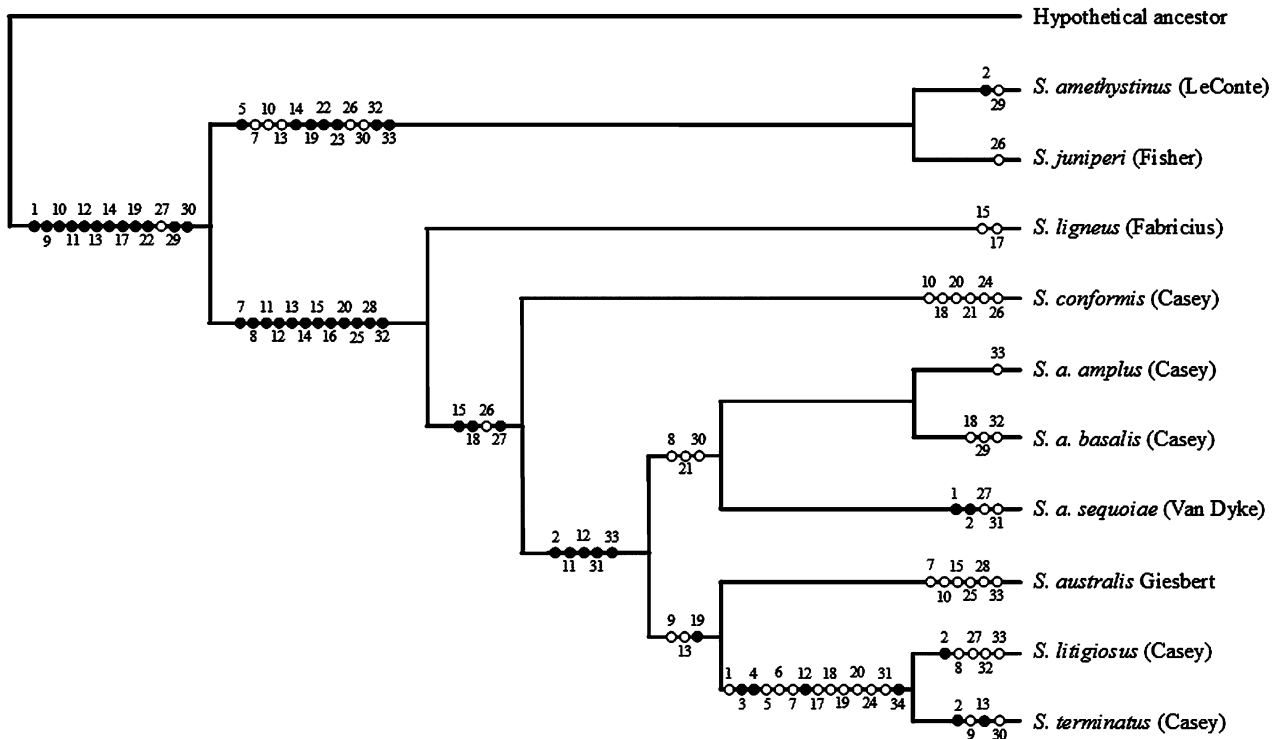 Hypothetical ancestor
2
S. amethystinus (LeConte)
29
5 10 14 22 26 32
7 13 19 23 30 33
26
S. juniperi (Fisher)
1 10 12 14 19 27 30
9 11 13 17 22 29
15
S. ligneus (Fabricius)
17
10 20 24
S. conformis (Casey)
18 21 26
7 11 13 15 20 28
8 12 14 16 25 32
33
S. a. amplus (Casey)
15 26
18 27
18 32
S. a. basalis (Casey)
29
8 30
21
1 27
S. a. sequoiae (Van Dyke)
2 31
2 12 33
11 31
7 15 28
S. australis Giesbert
10 25 33
9 19
13
2 27 33
S. litigiosus (Casey)
8 32
1 4 6 12 18 20 31
3 5 7 17 19 24 34
2 13
S. terminatus (Casey)
9 30